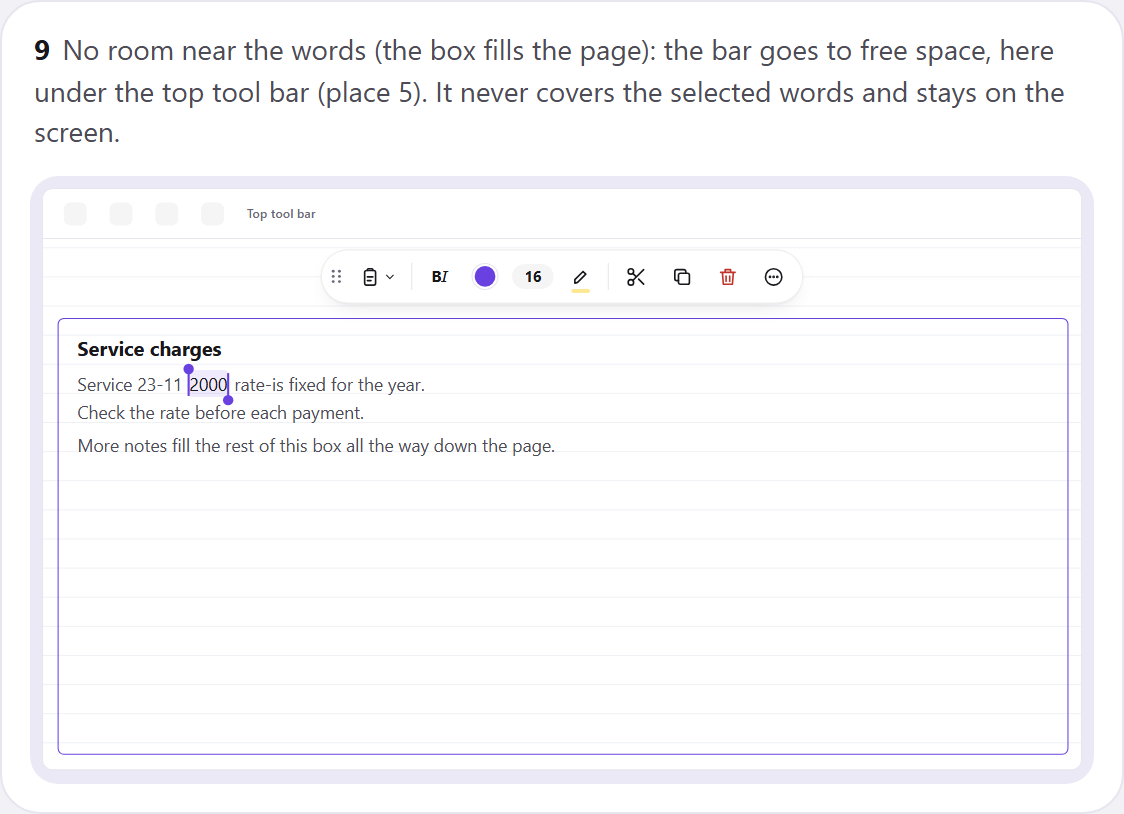 9 No room near the words (the box fills the page): the bar goes to free space, here
under the top tool bar (place 5). It never covers the selected words and stays on the
screen.
Top tool bar
BI 16
Service charges
Service 23-11 2000 rate-is fixed for the year.
Check the rate before each payment.
More notes fill the rest of this box all the way down the page.